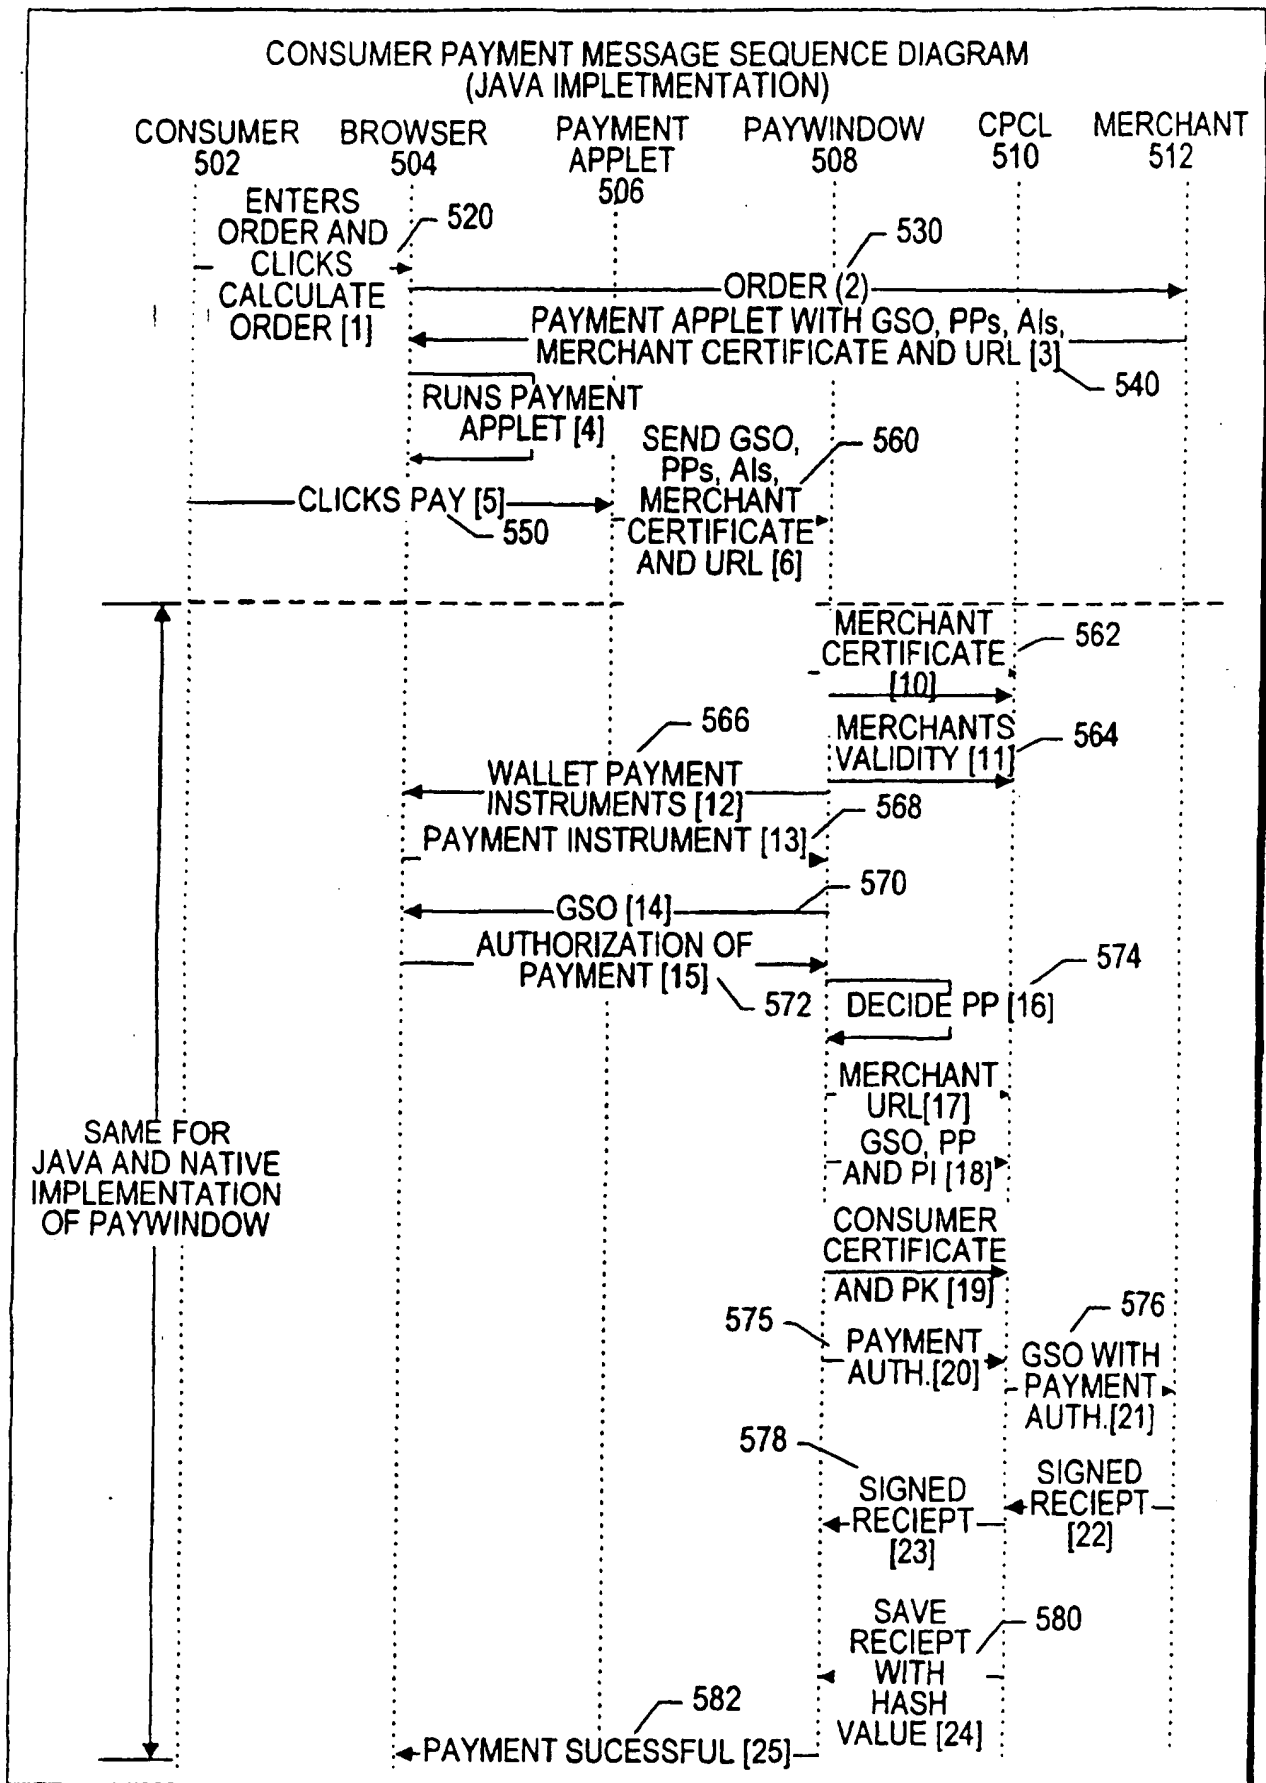 CONSUMER PAYMENT MESSAGE SEQUENCE DIAGRAM
(JAVA IMPLETMENTATION)
CONSUMER
502
BROWSER
504
PAYMENT
APPLET
506
PAYWINDOW
508
CPCL
510
MERCHANT
512
ENTERS
ORDER AND
CLICKS
CALCULATE
ORDER [1]
520
530
ORDER (2)
PAYMENT APPLET WITH GSO, PPs, AIs,
MERCHANT CERTIFICATE AND URL [3]
540
RUNS PAYMENT
APPLET [4]
SEND GSO,
PPs, AIs,
MERCHANT
CERTIFICATE
AND URL [6]
560
CLICKS PAY [5]
550
MERCHANT
CERTIFICATE
[10]
562
MERCHANTS
VALIDITY [11]
564
566
WALLET PAYMENT
INSTRUMENTS [12]
568
PAYMENT INSTRUMENT [13]
570
GSO [14]
AUTHORIZATION OF
PAYMENT [15]
572
574
DECIDE PP [16]
MERCHANT
URL[17]
GSO, PP
AND PI [18]
SAME FOR
JAVA AND NATIVE
IMPLEMENTATION
OF PAYWINDOW
CONSUMER
CERTIFICATE
AND PK [19]
575
PAYMENT
AUTH.[20]
576
GSO WITH
PAYMENT
AUTH.[21]
578
SIGNED
RECIEPT
[22]
SIGNED
RECIEPT
[23]
SAVE
RECIEPT
WITH
HASH
VALUE [24]
580
582
PAYMENT SUCESSFUL [25]